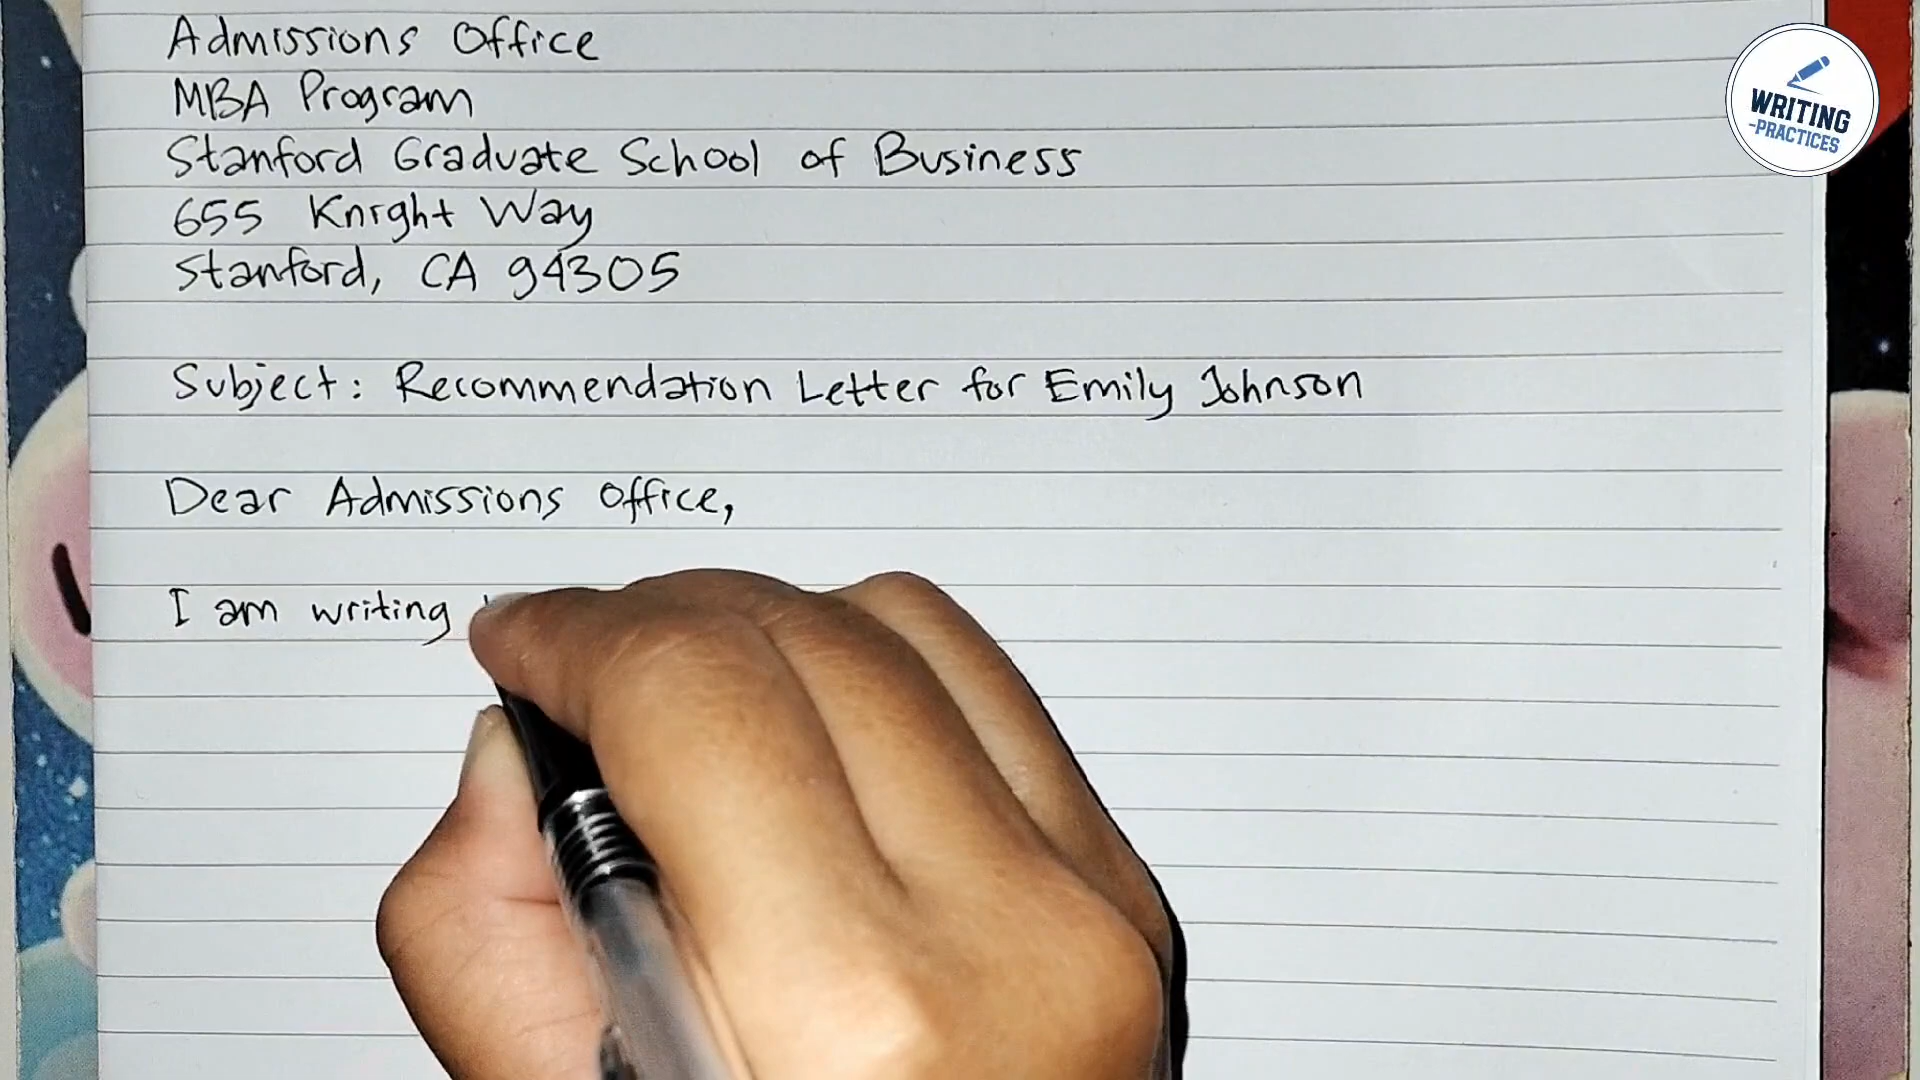 Admissions Office
MBA Program
Stanford Graduate School of Business
655 Knight Way
Stanford, CA 94305
Subject: Recommendation Letter for Emily Johnson
Dear Admissions Office,
I am writing
WRITING
-PRACTICES